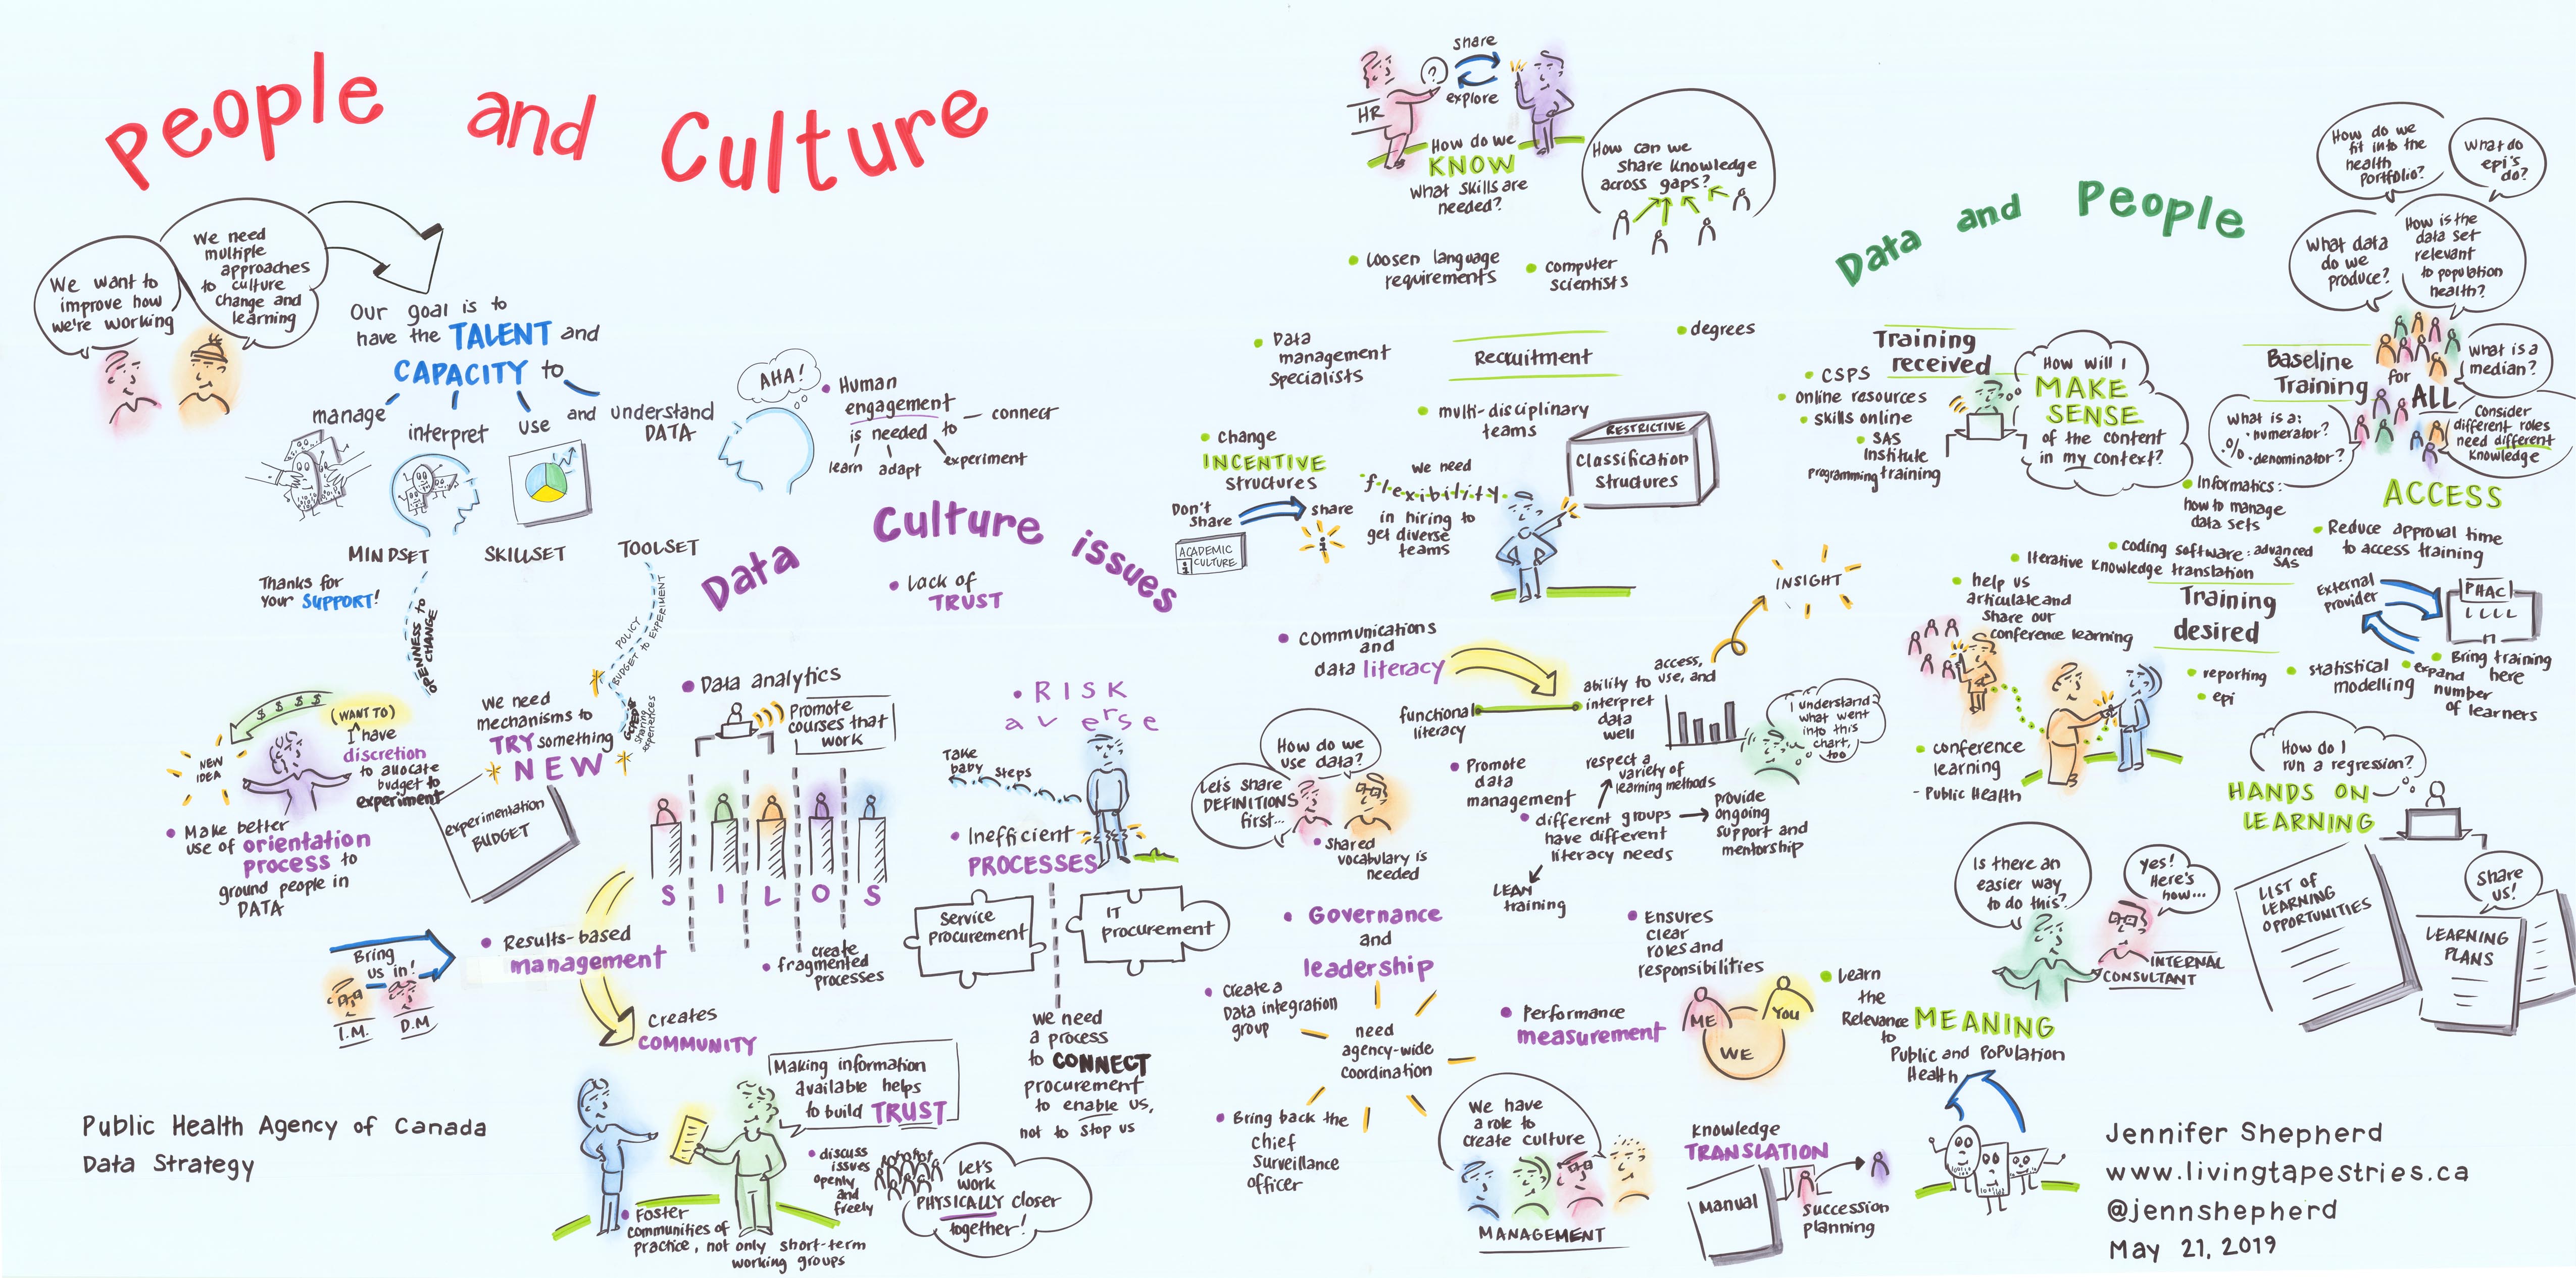 People and Culture
We want to
improve how
we're working
We need
multiple
approaches
to culture
change and
learning
Our goal is to
have the TALENT and
CAPACITY to
manage
interpret
use
and
understand
DATA
AHA!
Human
engagement
is needed to
connect
learn
adapt
experiment
MINDSET
SKILLSET
TOOLSET
Thanks for
your SUPPORT!
OPENNESS to
CHANGE
POLICY
BUDGET to EXPERIMENT
sharing
experiences
$ $ $ $
NEW
IDEA
(WANT TO)
I have
discretion
to allocate
budget to
experiment
We need
mechanisms to
TRY something
NEW
experimentation
BUDGET
Make better
use of orientation
process to
ground people in
DATA
Bring
us in!
I.M.
D.M
Results-based
management
Creates
COMMUNITY
Making information
available helps
to build TRUST
discuss
issues
openly
and
freely
Let's
work
PHYSICALLY closer
together!
Foster
communities of
practice, not only short-term
working groups
Public Health Agency of Canada
Data Strategy
Data Culture issues
Lack of
TRUST
Data analytics
Promote
courses that
work
SILOS
create
fragmented
processes
RISK
averse
Take
baby steps
Inefficient
PROCESSES
Service
procurement
IT
procurement
we need
a process
to CONNECT
procurement
to enable us,
not to stop us
HR
?
share
explore
How do we
KNOW
what skills are
needed?
How can we
share knowledge
across gaps?
Loosen language
requirements
computer
scientists
Data
management
Specialists
Recruitment
degrees
multi-disciplinary
teams
change
INCENTIVE
structures
Don't
share
share
i
ACADEMIC
CULTURE
i
we need
flexibility
in hiring to
get diverse
teams
RESTRICTIVE
Classification
structures
communications
and
data literacy
functional
literacy
ability to
access,
use, and
interpret
data
well
INSIGHT
I understand
what went
into this
chart,
too
How do we
use data?
Let's share
DEFINITIONS
first...
shared
vocabulary is
needed
Promote
data
management
respect a
variety of
learning methods
different groups
have different
literacy needs
Provide
ongoing
support and
mentorship
LEAN
training
Governance
and
leadership
Create a
Data integration
group
need
agency-wide
coordination
Bring back the
chief
surveillance
officer
Ensures
clear
roles and
responsibilities
Performance
measurement
ME
YOU
WE
We have
a role to
create culture
MANAGEMENT
Knowledge
TRANSLATION
Manual
succession
planning
Data and People
Training
received
CSPS
online resources
skills online
SAS
Institute
programming training
How will I
MAKE
SENSE
of the content
in my context?
Baseline
Training
for
ALL
How do we
fit into the
health
portfolio?
What do
epi's
do?
What data
do we
produce?
How is the
data set
relevant
to population
health?
What is a
median?
What is a:
numerator?
%
denominator?
Consider
different roles
need different
knowledge
Informatics:
how to manage
data sets
ACCESS
Reduce approval time
to access training
coding software: advanced
SAS
Iterative knowledge translation
help us
articulate and
share our
conference learning
Training
desired
External
provider
PHAC
Bring training
here
reporting
epi
statistical
modelling
expand
number
of learners
conference
learning
- Public Health
How do I
run a regression?
HANDS ON
LEARNING
Is there an
easier way
to do this?
yes!
Here's
how...
INTERNAL
CONSULTANT
LIST OF
LEARNING
OPPORTUNITIES
share
us!
LEARNING
PLANS
Learn
the
Relevance
to
MEANING
Public and Population
Health
Jennifer Shepherd
www.livingtapestries.ca
@jennshepherd
May 21, 2019